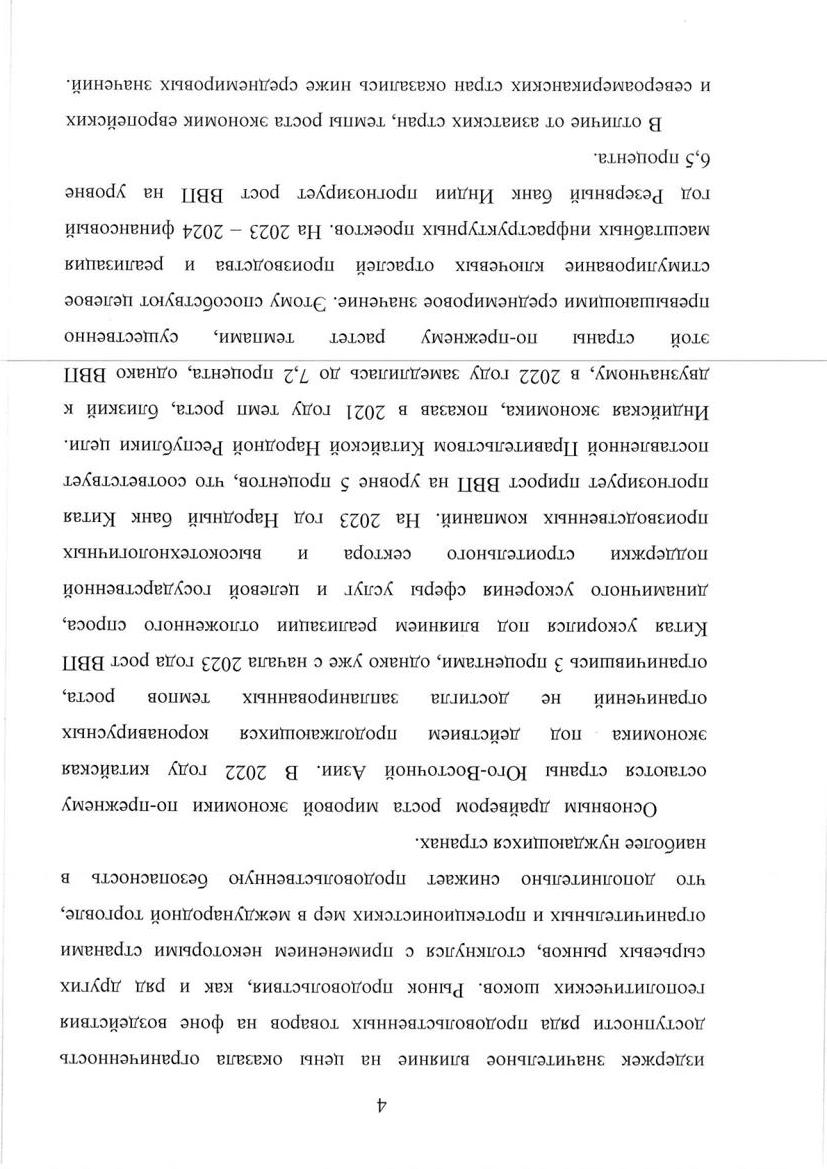 4
издержек значительное влияние на цены оказала ограниченность
доступности ряда продовольственных товаров на фоне воздействия
геополитических шоков. Рынок продовольствия, как и ряд других
сырьевых рынков, столкнулся с применением некоторыми странами
ограничительных и протекционистских мер в международной торговле,
что дополнительно снижает продовольственную безопасность в
наиболее нуждающихся странах.
Основным драйвером роста мировой экономики по-прежнему
остаются страны Юго-Восточной Азии. В 2022 году китайская
экономика под действием продолжающихся коронавирусных
ограничений не достигла запланированных темпов роста,
ограничившись 3 процентами, однако уже с начала 2023 года рост ВВП
Китая ускорился под влиянием реализации отложенного спроса,
динамичного ускорения сферы услуг и целевой государственной
поддержки строительного сектора и высокотехнологичных
производственных компаний. На 2023 год Народный банк Китая
прогнозирует прирост ВВП на уровне 5 процентов, что соответствует
поставленной Правительством Китайской Народной Республики цели.
Индийская экономика, показав в 2021 году темп роста, близкий к
двузначному, в 2022 году замедлилась до 7,2 процента, однако ВВП
этой страны по-прежнему растет темпами, существенно
превышающими среднемировое значение. Этому способствуют целевое
стимулирование ключевых отраслей производства и реализация
масштабных инфраструктурных проектов. На 2023 – 2024 финансовый
год Резервный банк Индии прогнозирует рост ВВП на уровне
6,5 процента.
В отличие от азиатских стран, темпы роста экономик европейских
и североамериканских стран оказались ниже среднемировых значений.